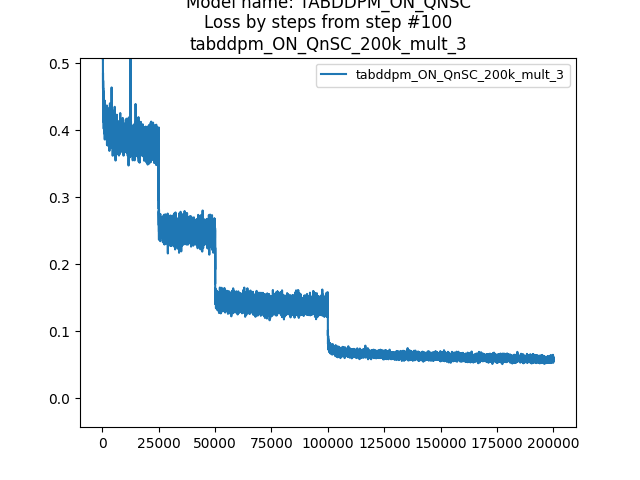 Model name: TABDDPM_ON_QNSC
Loss by steps from step #100
tabddpm_ON_QnSC_200k_mult_3
tabddpm_ON_QnSC_200k_mult_3
0.5
0.4
0.3
0.2
0.1
0.0
0 25000 50000 75000 100000 125000 150000 175000 200000